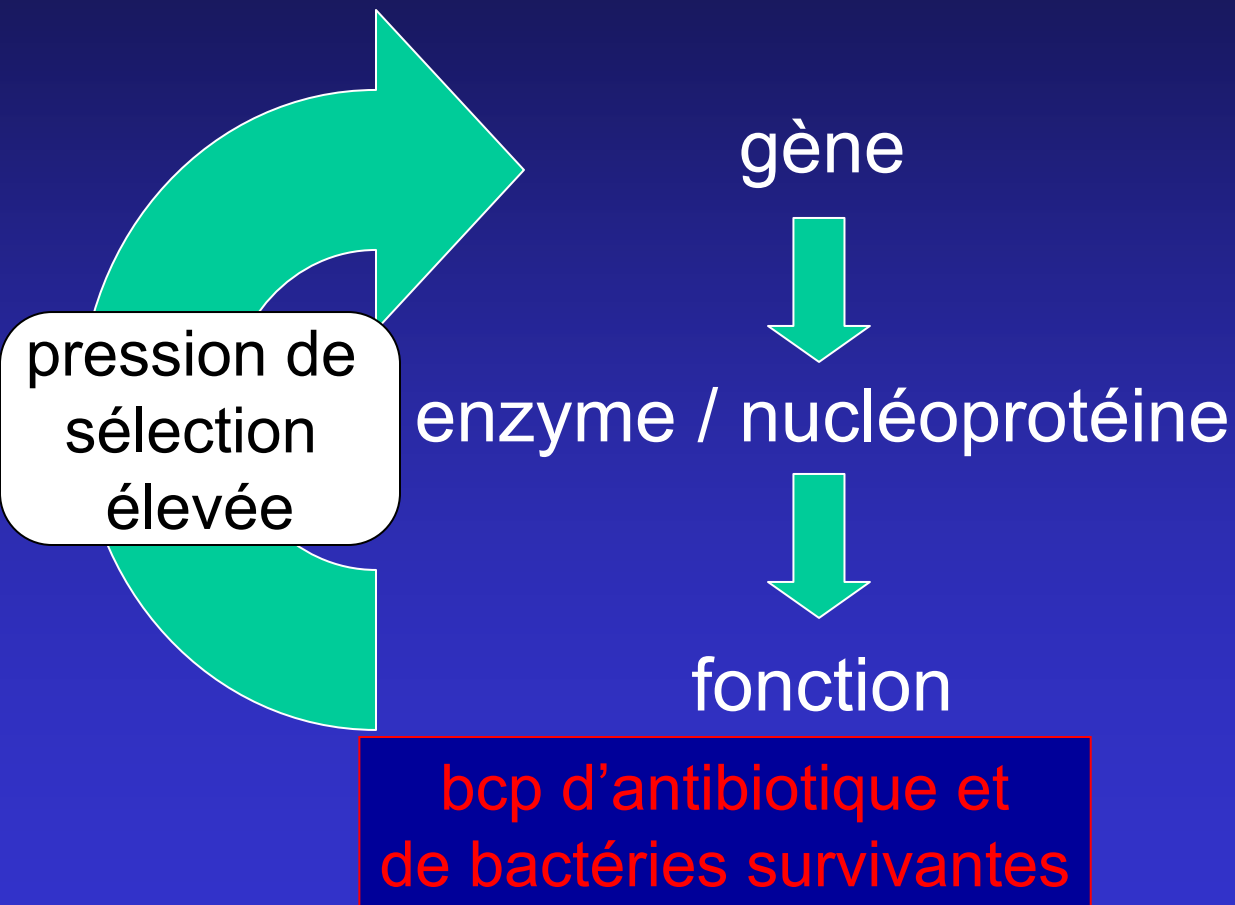 gène
pression de
sélection
élevée
enzyme / nucléoprotéine
fonction
bcp d'antibiotique et
de bactéries survivantes